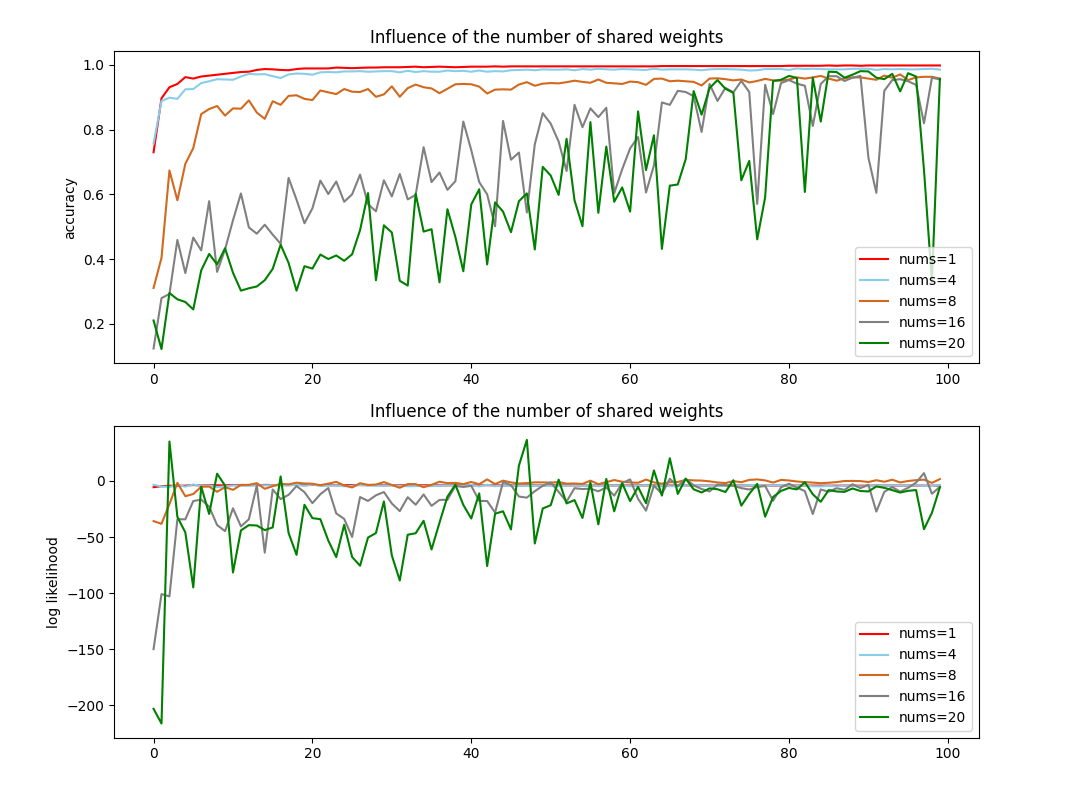 Influence of the number of shared weights
1.0
0.8
0.6
0.4
0.2
accuracy
nums=1
nums=4
nums=8
nums=16
nums=20
0 20 40 60 80 100
Influence of the number of shared weights
0
−50
−100
−150
−200
log likelihood
nums=1
nums=4
nums=8
nums=16
nums=20
0 20 40 60 80 100